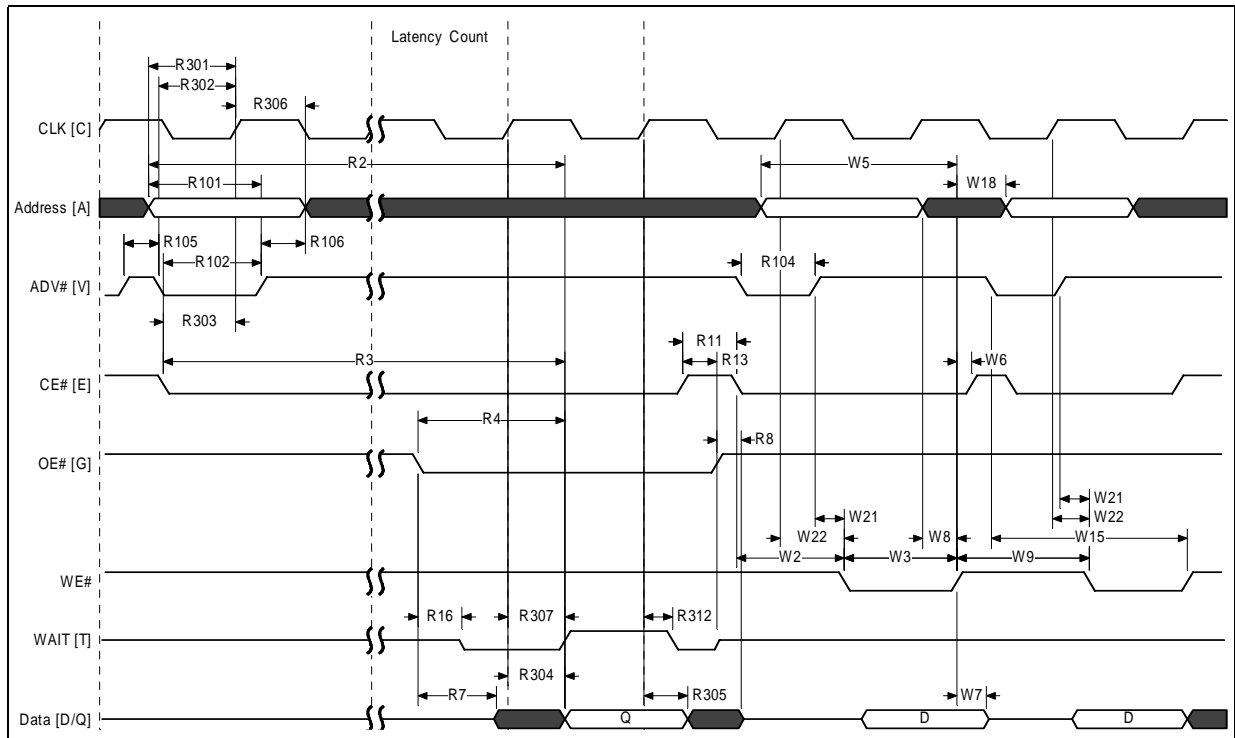 Latency Count
R301
R302
R306
CLK [C]
R2
W5
R101
W18
Address [A]
R105
R106
R102
R104
ADV# [V]
R303
R11
R3
R13
W6
CE# [E]
R4
R8
OE# [G]
W21
W21
W22
W22
W8
W15
W2
W3
W9
WE#
R16
R307
R312
WAIT [T]
R304
R7
R305
W7
Data [D/Q]
Q
D
D